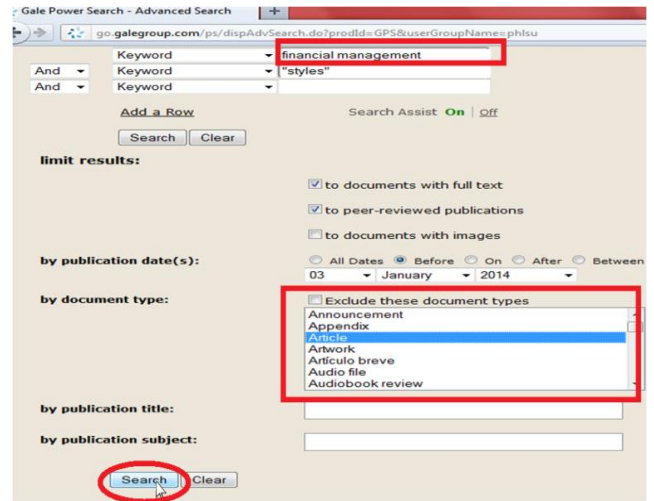 Gale Power Search - Advanced Search +
go.galegroup.com/ps/dispAdvSearch.do?prodId=GPS&userGroupName=phlsu
Keyword financial management
And Keyword "styles"
And Keyword
Add a Row Search Assist On | Off
Search Clear
limit results:
to documents with full text
to peer-reviewed publications
to documents with images
by publication date(s): All Dates Before On After Between
03 January 2014
by document type: Exclude these document types
Announcement
Appendix
Article
Artwork
Artículo breve
Audio file
Audiobook review
by publication title:
by publication subject:
Search Clear